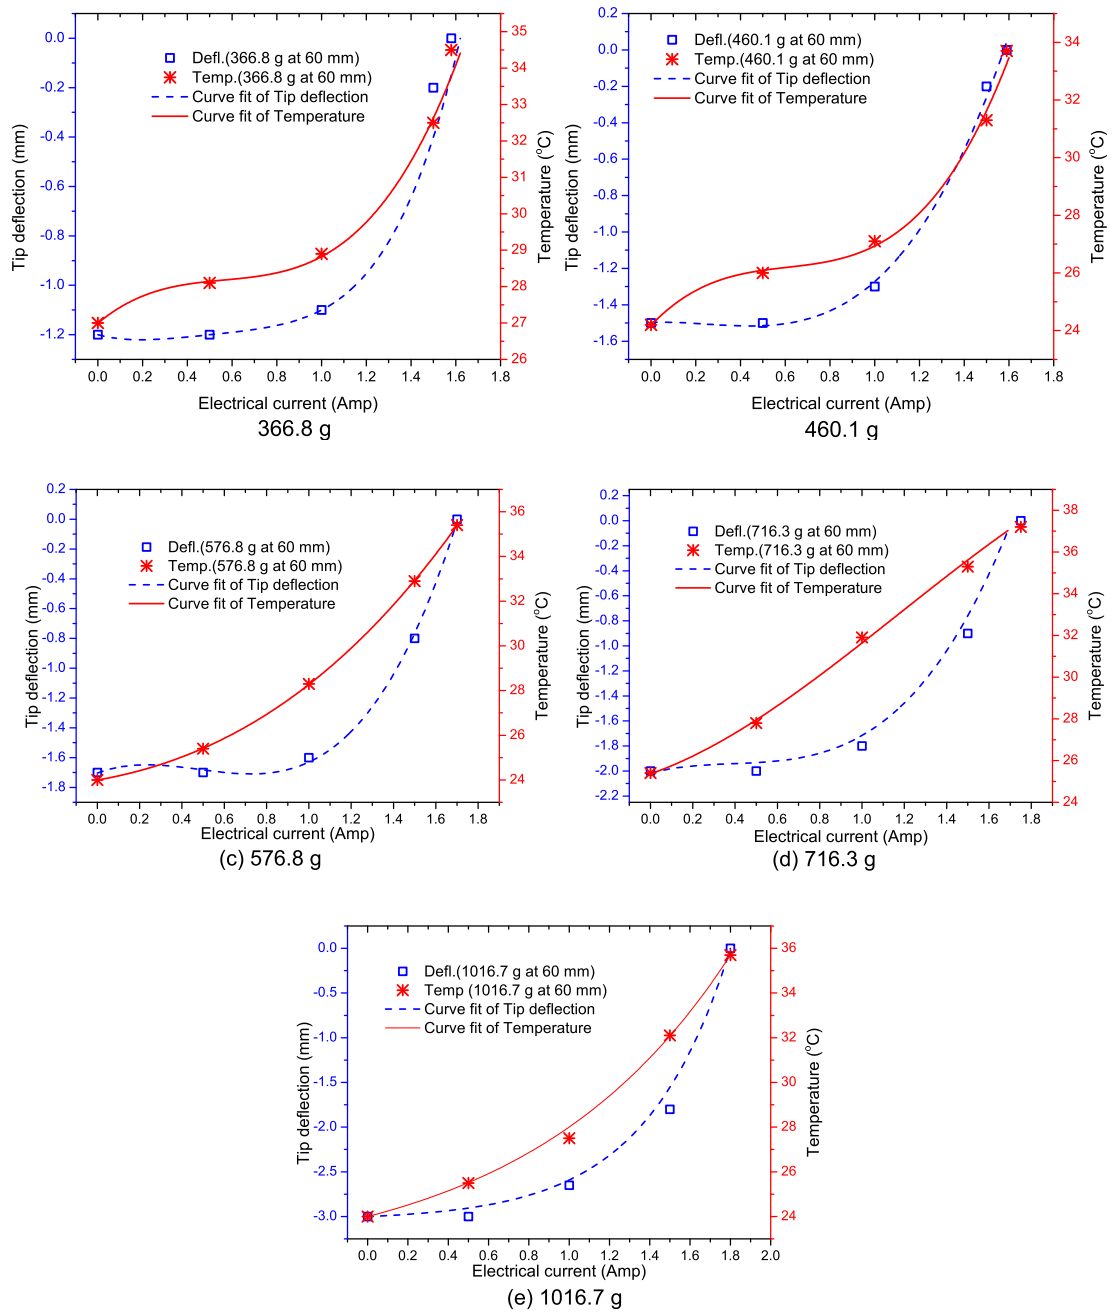 Defl.(366.8 g at 60 mm)
Temp.(366.8 g at 60 mm)
Curve fit of Tip deflection
Curve fit of Temperature
Tip deflection (mm)
0.0
-0.2
-0.4
-0.6
-0.8
-1.0
-1.2
35
34
33
32
31
30
29
28
27
26
Temperature (°C)
0.0 0.2 0.4 0.6 0.8 1.0 1.2 1.4 1.6 1.8
Electrical current (Amp)
366.8 g
Defl.(460.1 g at 60 mm)
Temp.(460.1 g at 60 mm)
Curve fit of Tip deflection
Curve fit of Temperature
Tip deflection (mm)
0.2
0.0
-0.2
-0.4
-0.6
-0.8
-1.0
-1.2
-1.4
-1.6
34
32
30
28
26
24
Temperature (°C)
0.0 0.2 0.4 0.6 0.8 1.0 1.2 1.4 1.6 1.8
Electrical current (Amp)
460.1 g
Defl.(576.8 g at 60 mm)
Temp.(576.8 g at 60 mm)
Curve fit of Tip deflection
Curve fit of Temperature
Tip deflection (mm)
0.2
0.0
-0.2
-0.4
-0.6
-0.8
-1.0
-1.2
-1.4
-1.6
-1.8
36
34
32
30
28
26
24
Temperature (°C)
0.0 0.2 0.4 0.6 0.8 1.0 1.2 1.4 1.6 1.8
Electrical current (Amp)
(c) 576.8 g
Defl.(716.3 g at 60 mm)
Temp.(716.3 g at 60 mm)
Curve fit of Tip deflection
Curve fit of Temperature
Tip deflection (mm)
0.2
0.0
-0.2
-0.4
-0.6
-0.8
-1.0
-1.2
-1.4
-1.6
-1.8
-2.0
-2.2
38
36
34
32
30
28
26
24
Temperature (°C)
0.0 0.2 0.4 0.6 0.8 1.0 1.2 1.4 1.6 1.8
Electrical current (Amp)
(d) 716.3 g
Defl.(1016.7 g at 60 mm)
Temp (1016.7 g at 60 mm)
Curve fit of Tip deflection
Curve fit of Temperature
Tip deflection (mm)
0.0
-0.5
-1.0
-1.5
-2.0
-2.5
-3.0
36
34
32
30
28
26
24
Temperature (°C)
0.0 0.2 0.4 0.6 0.8 1.0 1.2 1.4 1.6 1.8 2.0
Electrical current (Amp)
(e) 1016.7 g